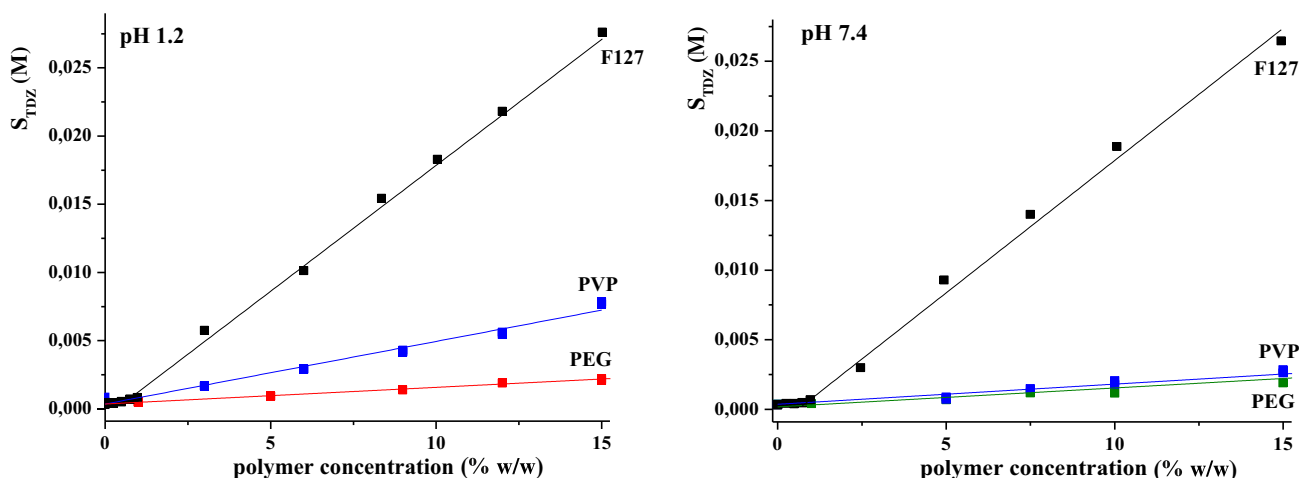 pH 1.2
S_TDZ (M)
0,025
0,020
0,015
0,010
0,005
0,000
F127
PVP
PEG
0 5 10 15
polymer concentration (% w/w)
pH 7.4
S_TDZ (M)
0,025
0,020
0,015
0,010
0,005
0,000
F127
PVP
PEG
0 5 10 15
polymer concentration (% w/w)